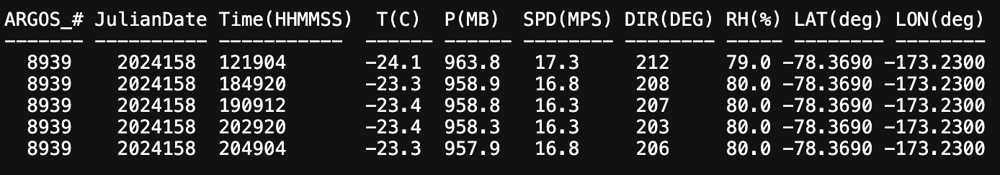 ARGOS_# JulianDate Time(HHMMSS)  T(C)  P(MB)  SPD(MPS) DIR(DEG) RH(%) LAT(deg) LON(deg)
------- ---------- -----------  ------ ------ -------- -------- ----- -------- --------
  8939    2024158  121904       -24.1  963.8   17.3     212     79.0 -78.3690 -173.2300
  8939    2024158  184920       -23.3  958.9   16.8     208     80.0 -78.3690 -173.2300
  8939    2024158  190912       -23.4  958.8   16.3     207     80.0 -78.3690 -173.2300
  8939    2024158  202920       -23.4  958.3   16.3     203     80.0 -78.3690 -173.2300
  8939    2024158  204904       -23.3  957.9   16.8     206     80.0 -78.3690 -173.2300